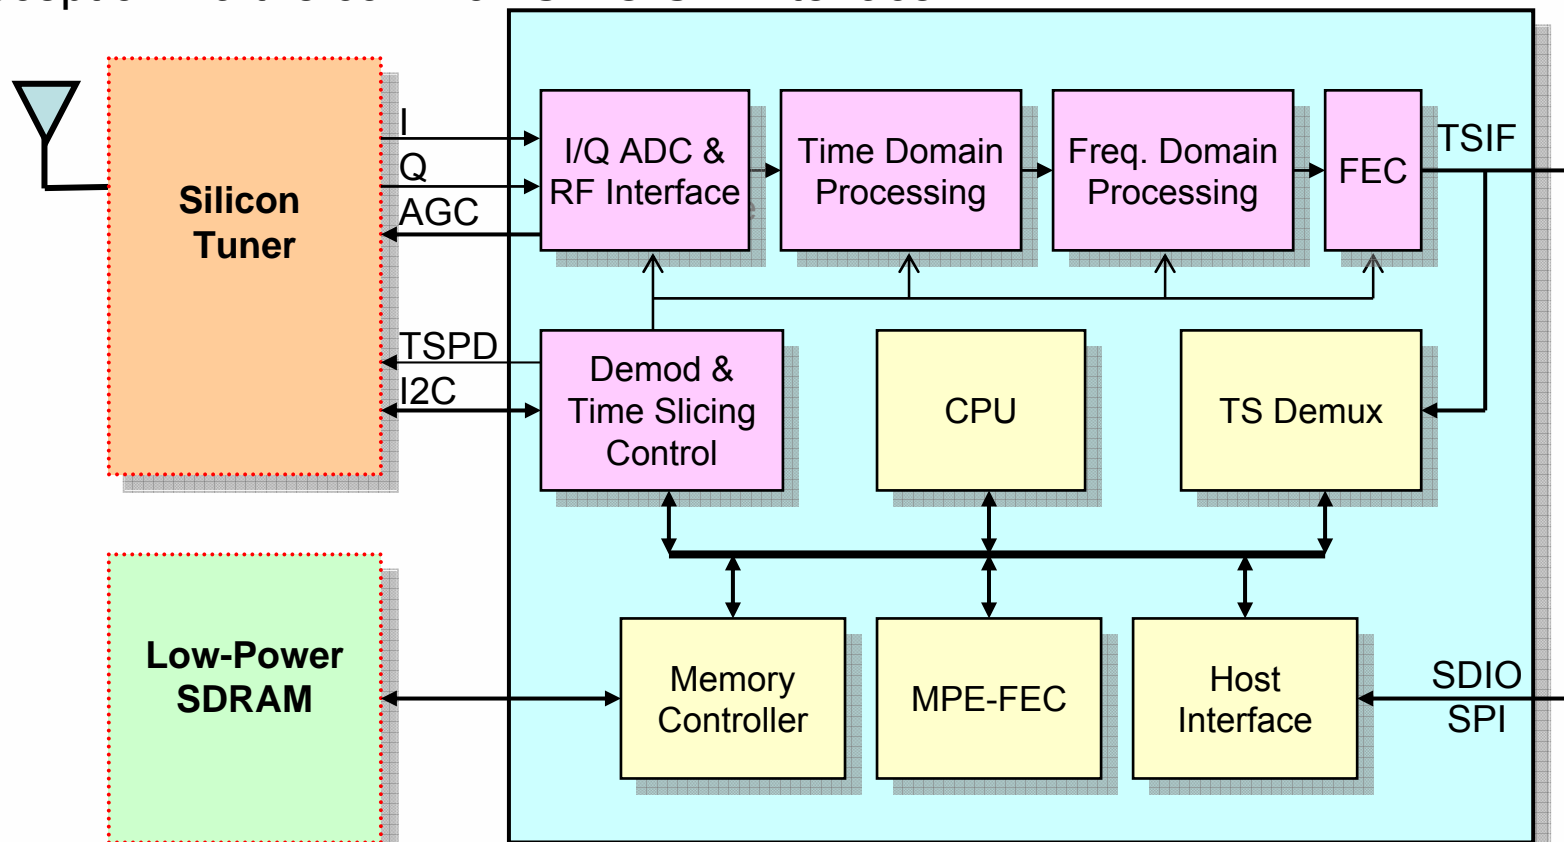 I
Q
AGC
TSPD
I2C
Silicon
Tuner
I/Q ADC &
RF Interface
Time Domain
Processing
Freq. Domain
Processing
FEC
TSIF
Demod &
Time Slicing
Control
CPU
TS Demux
Low-Power
SDRAM
Memory
Controller
MPE-FEC
Host
Interface
SDIO
SPI